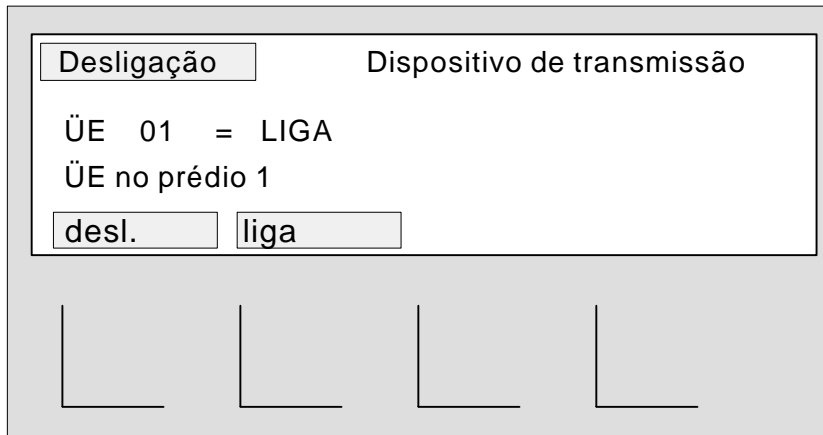 Desligação Dispositivo de transmissão
ÜE 01 = LIGA
ÜE no prédio 1
desl. liga